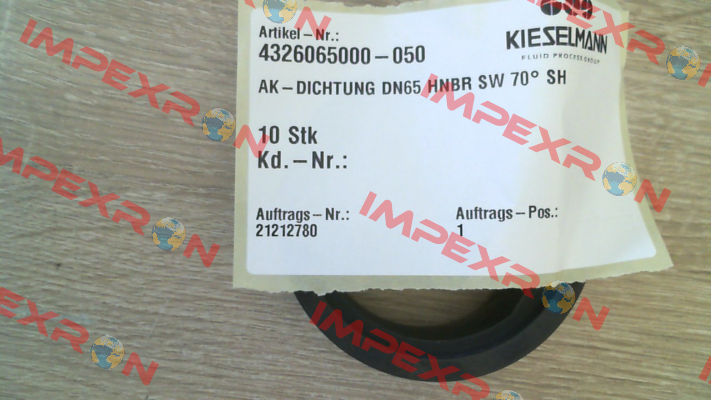 Artikel-Nr.:
4326065000-050
KIESELMANN
FLUID PROCESS GROUP
AK-DICHTUNG DN65 HNBR SW 70° SH
10 Stk
Kd.-Nr.:
Auftrags-Nr.:
21212780
Auftrags-Pos.:
1
IMPEXRON
IMPEXRON
IMPEXRON
IMPEXRON
IMPEXRON
IMPEXRON
IMPEXRON